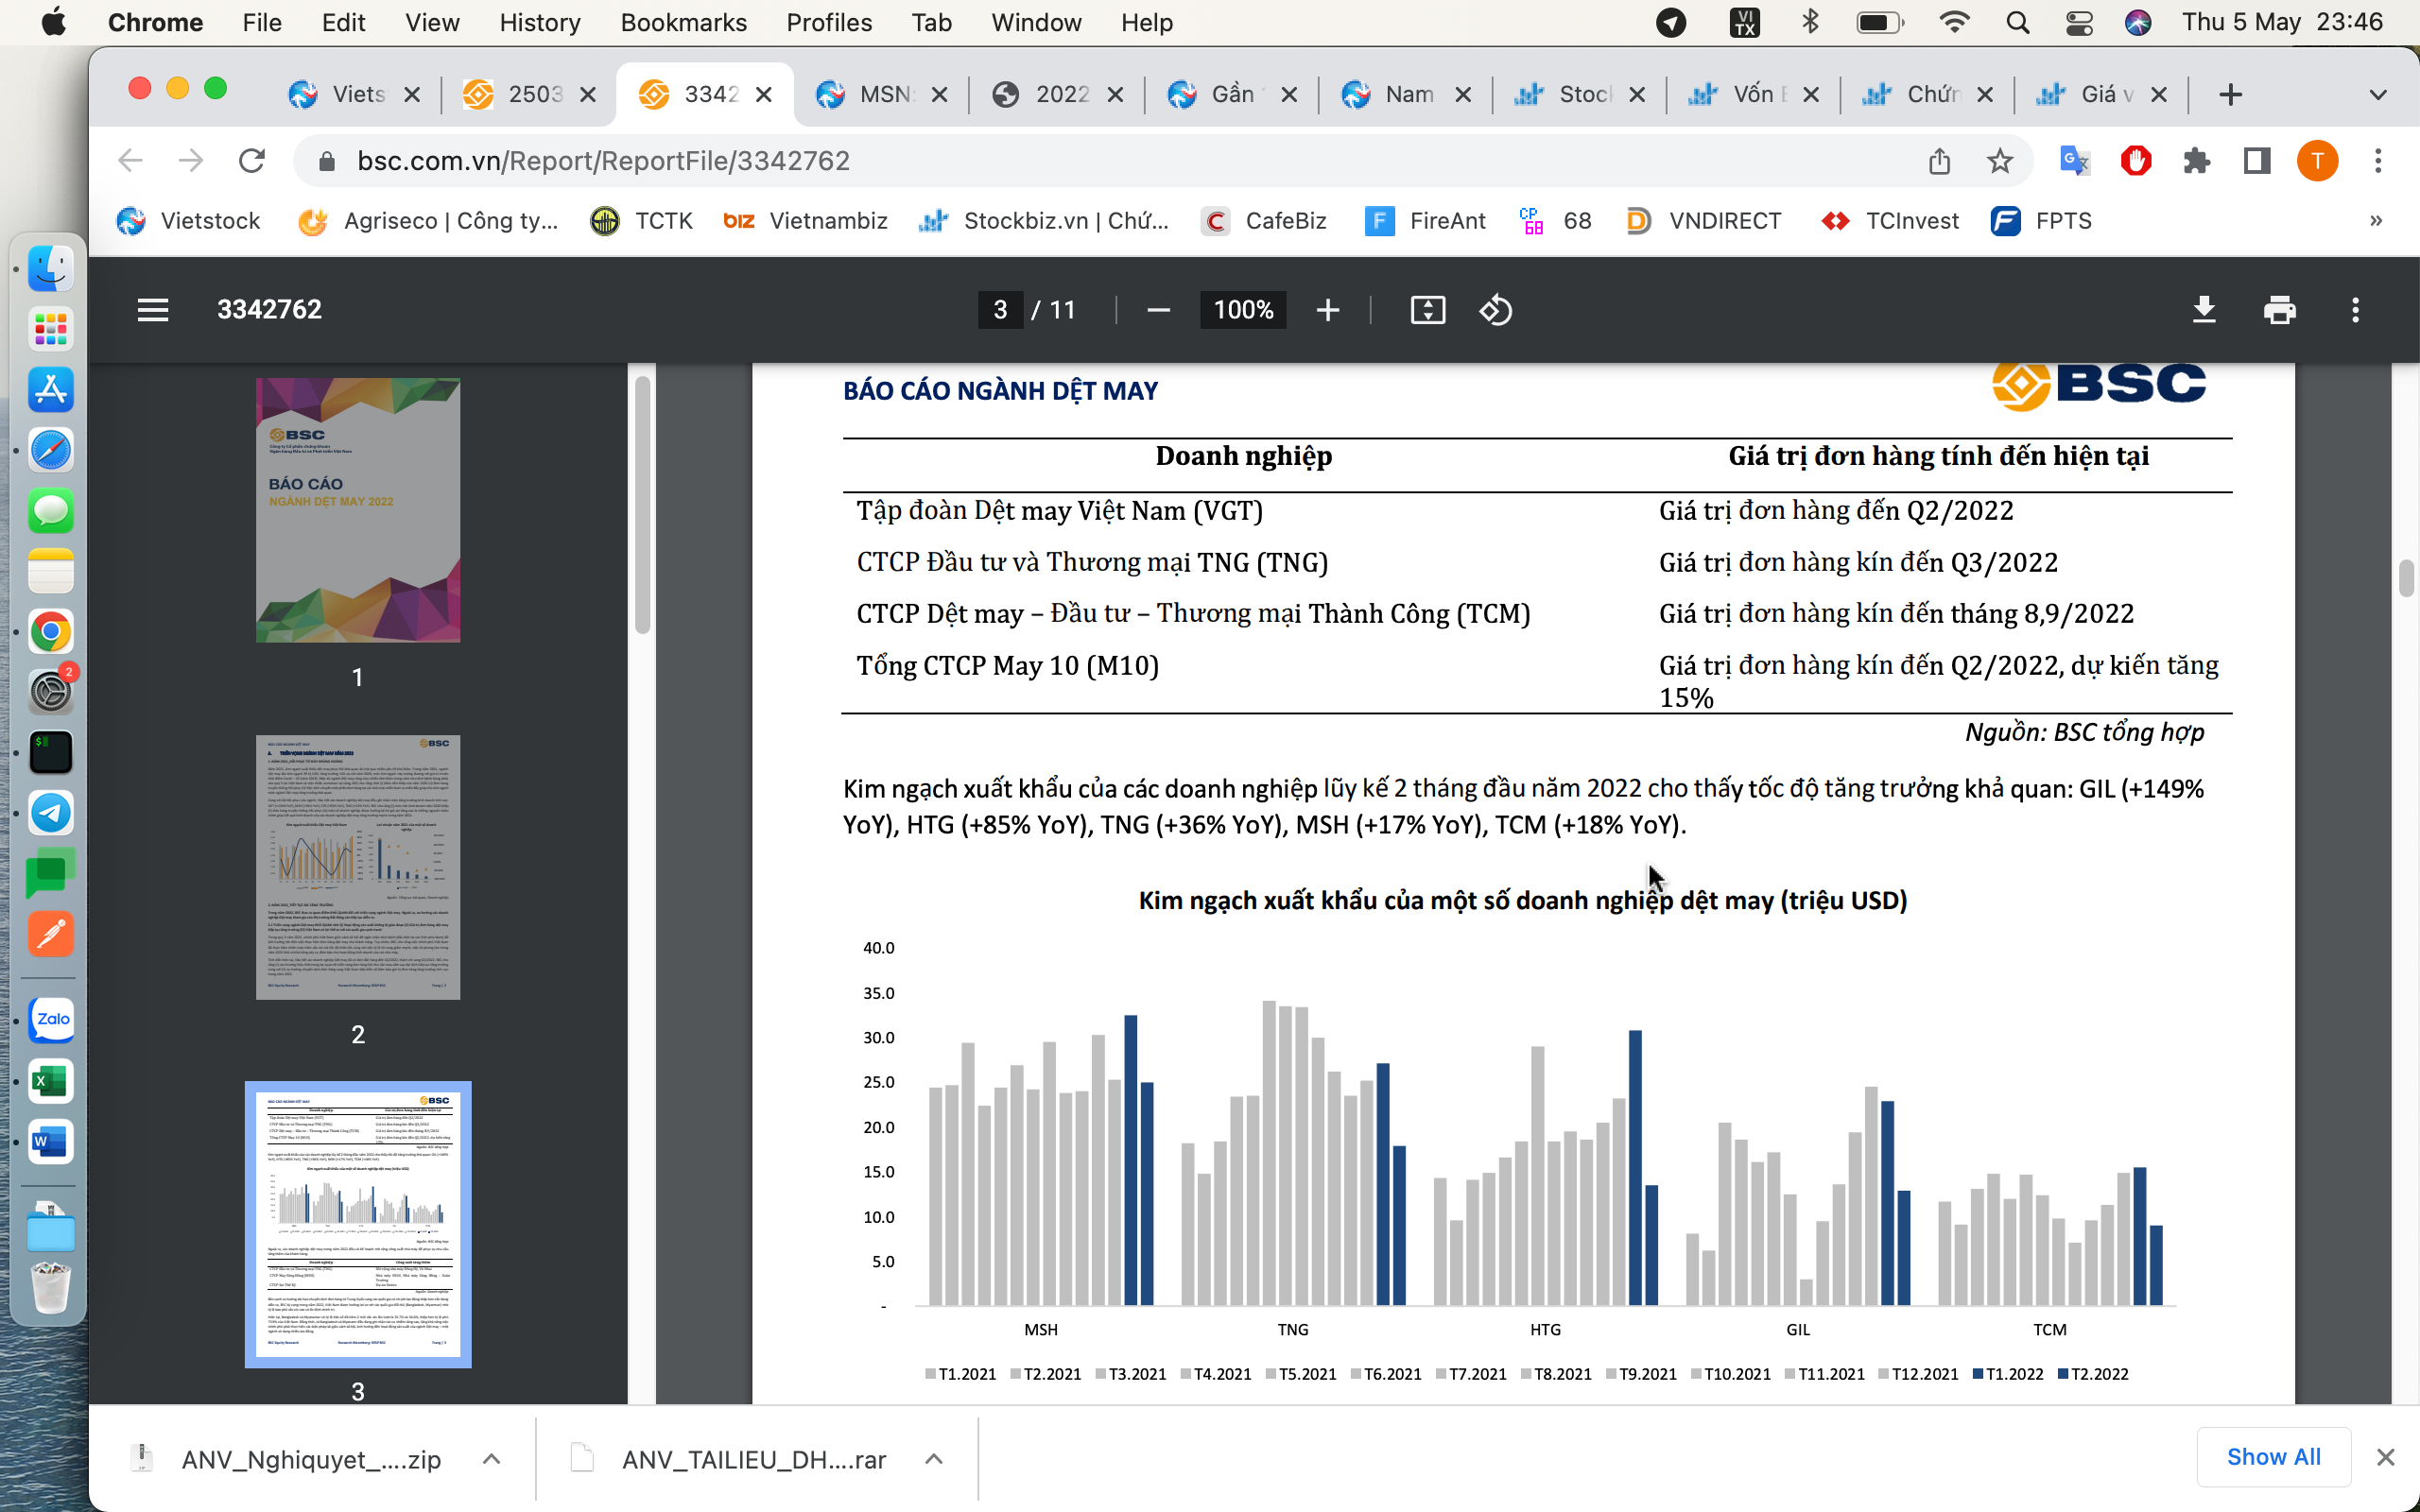 Chrome File Edit View History Bookmarks Profiles Tab Window Help VI TX Thu 5 May 23:46
Viets 2503 3342 MSN: 2022 Gần Nam Stock Vốn Chứn Giá v
bsc.com.vn/Report/ReportFile/3342762 T
Vietstock Agriseco | Công ty... TCTK BIZ Vietnambiz Stockbiz.vn | Chứ... CafeBiz F FireAnt CP 68 68 VNDIRECT TCInvest FPTS »
3342762 3 / 11 100%
BSC
BÁO CÁO
NGÀNH DỆT MAY 2022
1
2
3
BÁO CÁO NGÀNH DỆT MAY BSC
Doanh nghiệp Giá trị đơn hàng tính đến hiện tại
Tập đoàn Dệt may Việt Nam (VGT) Giá trị đơn hàng đến Q2/2022
CTCP Đầu tư và Thương mại TNG (TNG) Giá trị đơn hàng kín đến Q3/2022
CTCP Dệt may – Đầu tư – Thương mại Thành Công (TCM) Giá trị đơn hàng kín đến tháng 8,9/2022
Tổng CTCP May 10 (M10) Giá trị đơn hàng kín đến Q2/2022, dự kiến tăng
15%
Nguồn: BSC tổng hợp
Kim ngạch xuất khẩu của các doanh nghiệp lũy kế 2 tháng đầu năm 2022 cho thấy tốc độ tăng trưởng khả quan: GIL (+149%
YoY), HTG (+85% YoY), TNG (+36% YoY), MSH (+17% YoY), TCM (+18% YoY).
Kim ngạch xuất khẩu của một số doanh nghiệp dệt may (triệu USD)
40.0
35.0
30.0
25.0
20.0
15.0
10.0
5.0
-
MSH TNG HTG GIL TCM
T1.2021 T2.2021 T3.2021 T4.2021 T5.2021 T6.2021 T7.2021 T8.2021 T9.2021 T10.2021 T11.2021 T12.2021 T1.2022 T2.2022
2
Zalo
ANV_Nghiquyet_....zip ANV_TAILIEU_DH....rar Show All